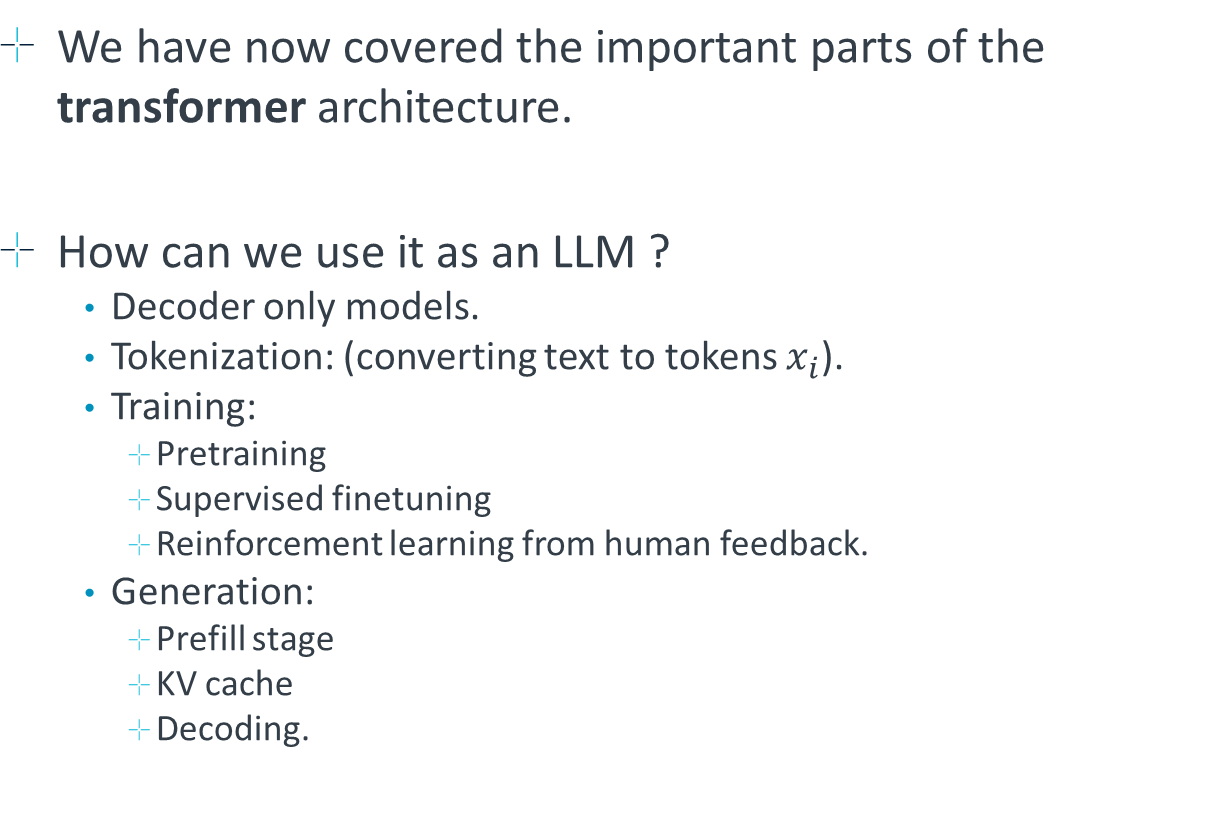 We have now covered the important parts of the
transformer architecture.
How can we use it as an LLM ?
• Decoder only models.
• Tokenization: (converting text to tokens $x_i$).
• Training:
Pretraining
Supervised finetuning
Reinforcement learning from human feedback.
• Generation:
Prefill stage
KV cache
Decoding.